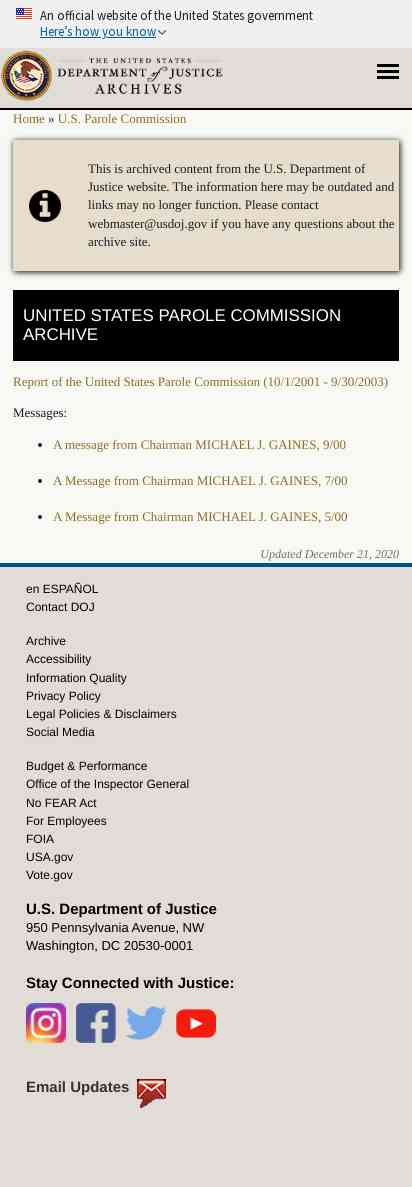 An official website of the United States government
Here's how you know
THE UNITED STATES
DEPARTMENT of JUSTICE
ARCHIVES
Home » U.S. Parole Commission
This is archived content from the U.S. Department of
Justice website. The information here may be outdated and
links may no longer function. Please contact
webmaster@usdoj.gov if you have any questions about the
archive site.
UNITED STATES PAROLE COMMISSION
ARCHIVE
Report of the United States Parole Commission (10/1/2001 - 9/30/2003)
Messages:
A message from Chairman MICHAEL J. GAINES, 9/00
A Message from Chairman MICHAEL J. GAINES, 7/00
A Message from Chairman MICHAEL J. GAINES, 5/00
Updated December 21, 2020
en ESPAÑOL
Contact DOJ
Archive
Accessibility
Information Quality
Privacy Policy
Legal Policies & Disclaimers
Social Media
Budget & Performance
Office of the Inspector General
No FEAR Act
For Employees
FOIA
USA.gov
Vote.gov
U.S. Department of Justice
950 Pennsylvania Avenue, NW
Washington, DC 20530-0001
Stay Connected with Justice:
Email Updates